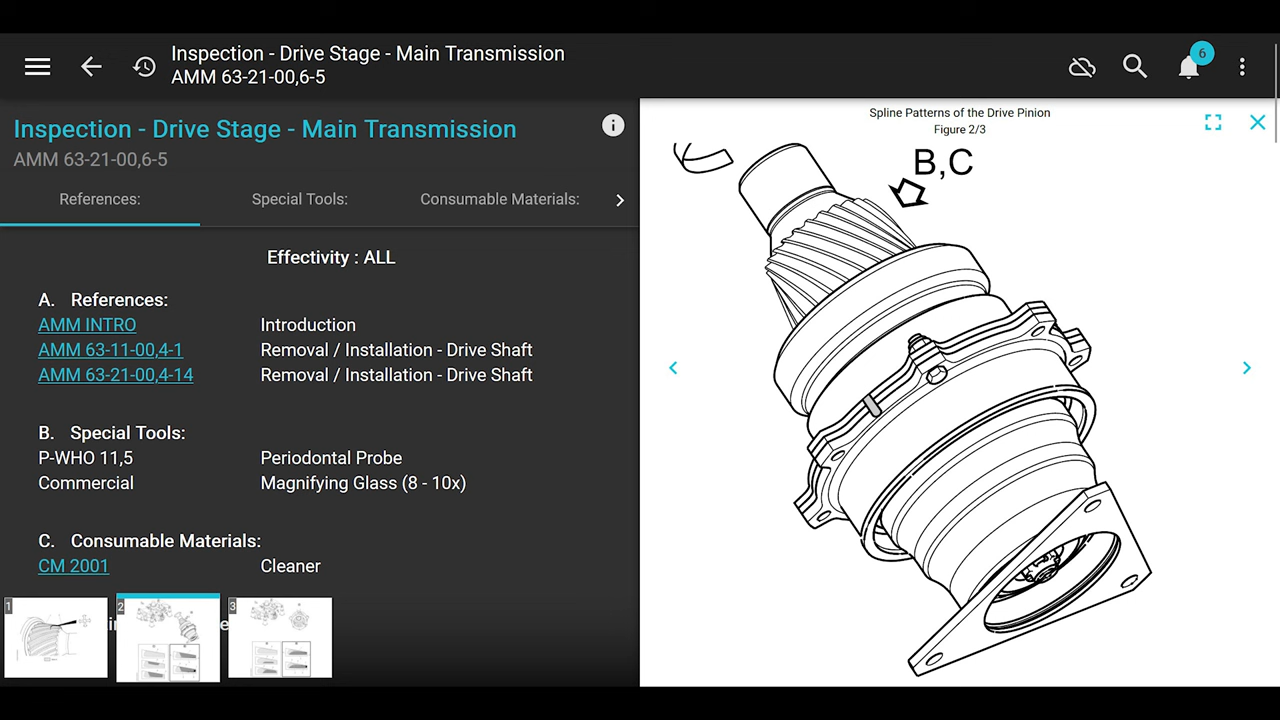 Inspection - Drive Stage - Main Transmission
AMM 63-21-00,6-5
6
Inspection - Drive Stage - Main Transmission
AMM 63-21-00,6-5
References:
Special Tools:
Consumable Materials:
Effectivity : ALL
A. References:
AMM INTRO Introduction
AMM 63-11-00,4-1 Removal / Installation - Drive Shaft
AMM 63-21-00,4-14 Removal / Installation - Drive Shaft
B. Special Tools:
P-WHO 11,5 Periodontal Probe
Commercial Magnifying Glass (8 - 10x)
C. Consumable Materials:
CM 2001 Cleaner
1
2
3
Spline Patterns of the Drive Pinion
Figure 2/3
B,C